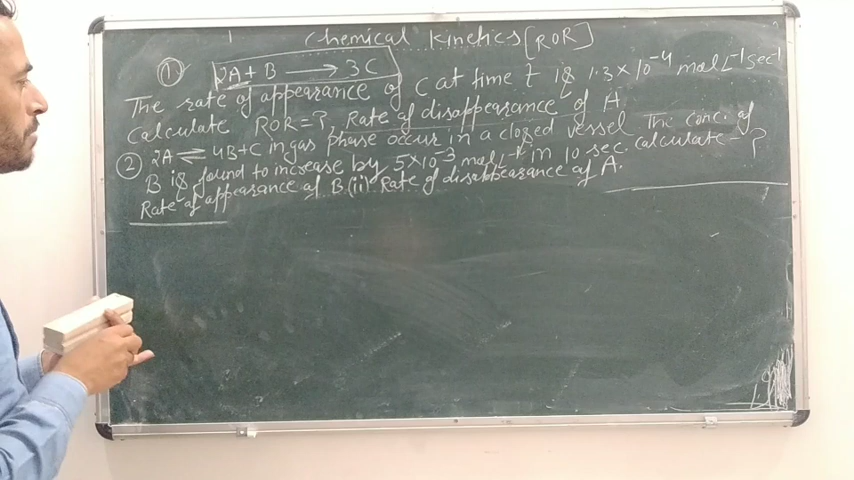 Chemical Kinetics [ROR]
① 2A + B ⟶ 3C
The rate of appearance of C at time t is 1.3×10⁻⁴ mol L⁻¹ sec⁻¹
Calculate ROR=?, Rate of disappearance of A
② 2A ⇌ 4B+C in gas phase occur in a closed vessel The conc. of
B is found to increase by 5×10⁻³ mol L⁻¹ in 10 sec. calculate - ?
Rate of appearance of B (ii) Rate of disappearance of A.